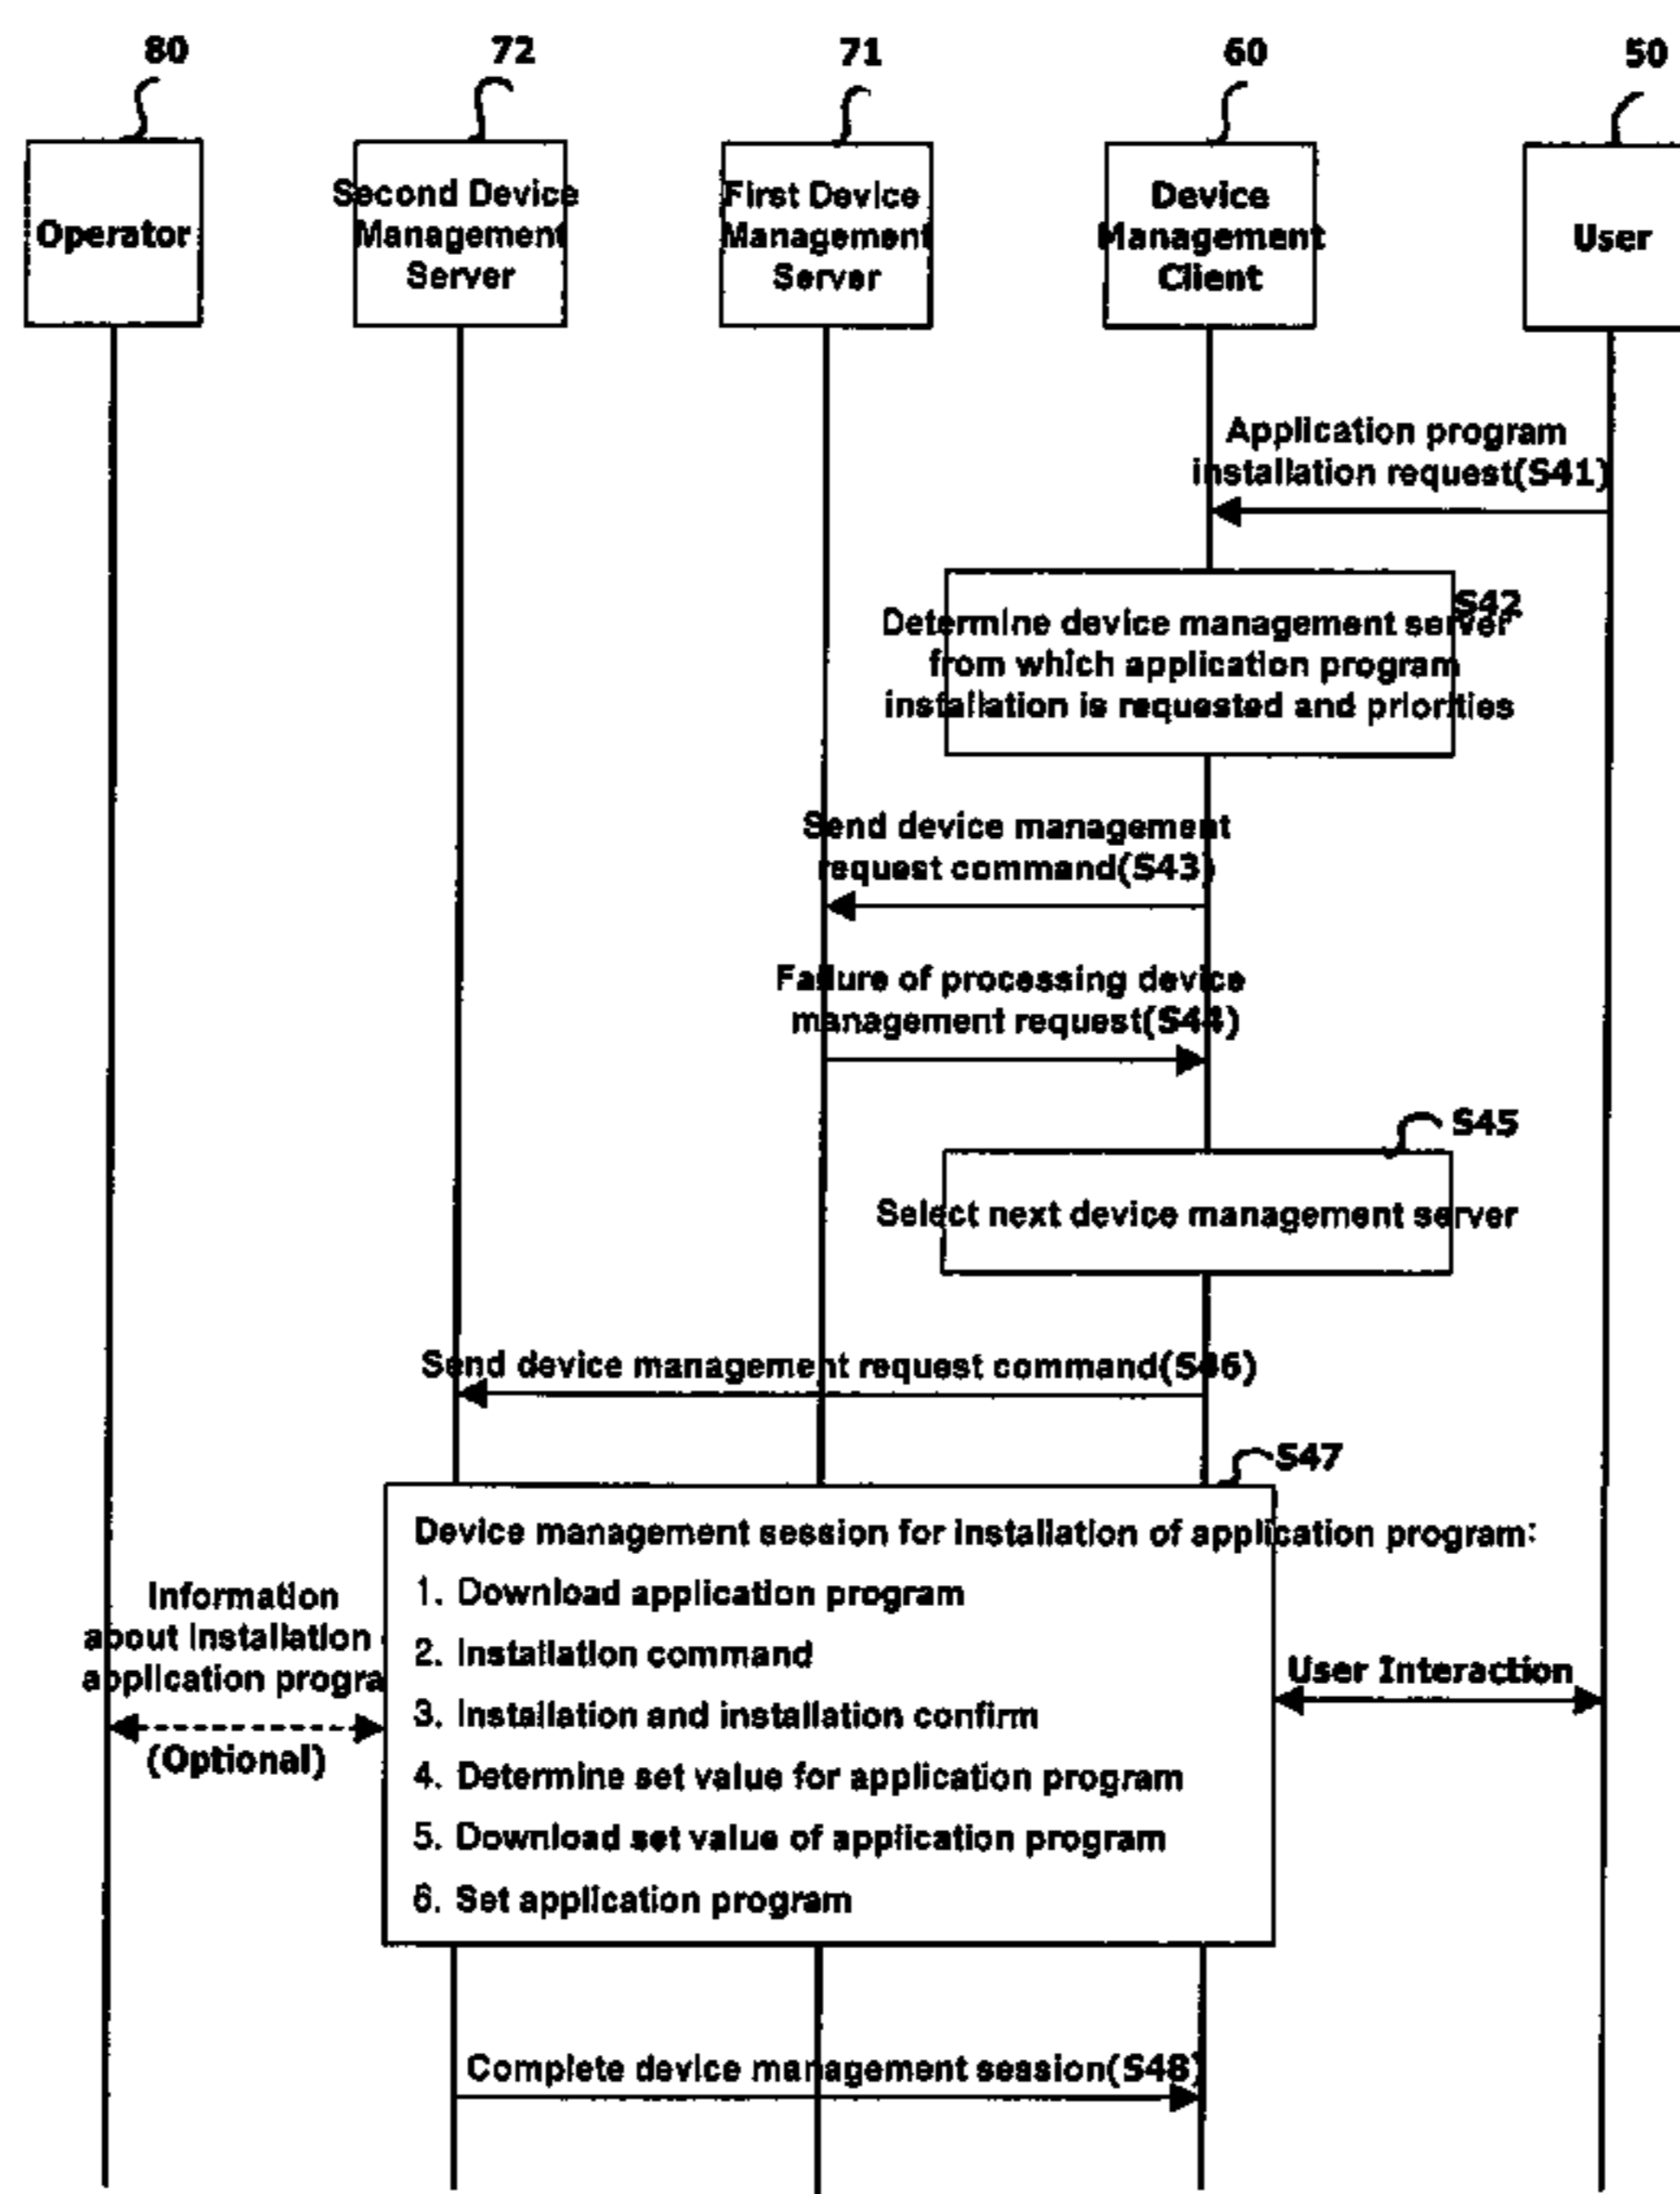 80
72
71
60
50
Operator
Second Device
Management
Server
First Device
Management
Server
Device
Management
Client
User
Application program
installation request(S41)
S42
Determine device management server
from which application program
installation is requested and priorities
Send device management
request command(S43)
Failure of processing device
management request(S44)
S45
Select next device management server
Send device management request command(S46)
S47
Device management session for installation of application program:
1. Download application program
2. Installation command
3. Installation and installation confirm
4. Determine set value for application program
5. Download set value of application program
6. Set application program
Information
about installation
application progra
(Optional)
User Interaction
Complete device management session(S48)